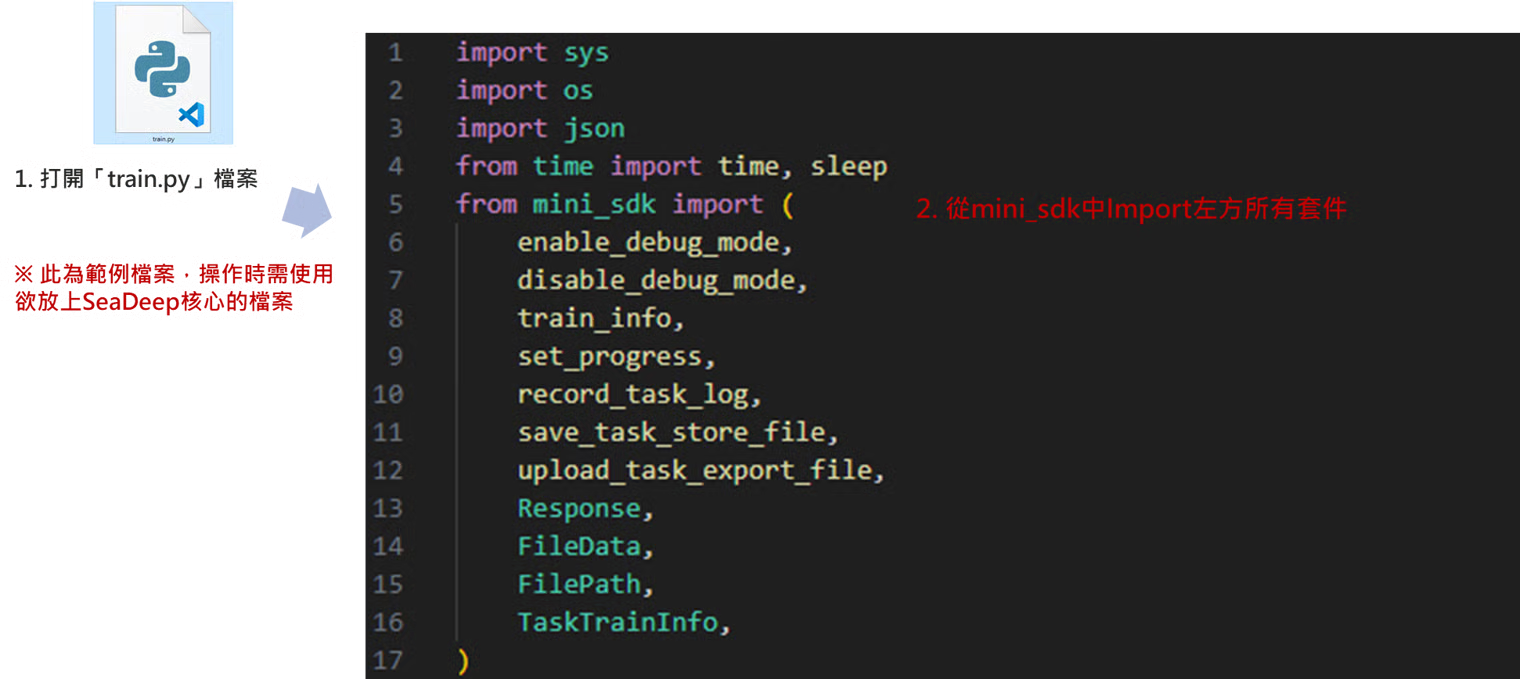 train.py
1. 打開「train.py」檔案
※ 此為範例檔案，操作時需使用
欲放上SeaDeep核心的檔案
1 import sys
2 import os
3 import json
4 from time import time, sleep
5 from mini_sdk import (
2. 從mini_sdk中Import左方所有套件
6 enable_debug_mode,
7 disable_debug_mode,
8 train_info,
9 set_progress,
10 record_task_log,
11 save_task_store_file,
12 upload_task_export_file,
13 Response,
14 FileData,
15 FilePath,
16 TaskTrainInfo,
17 )